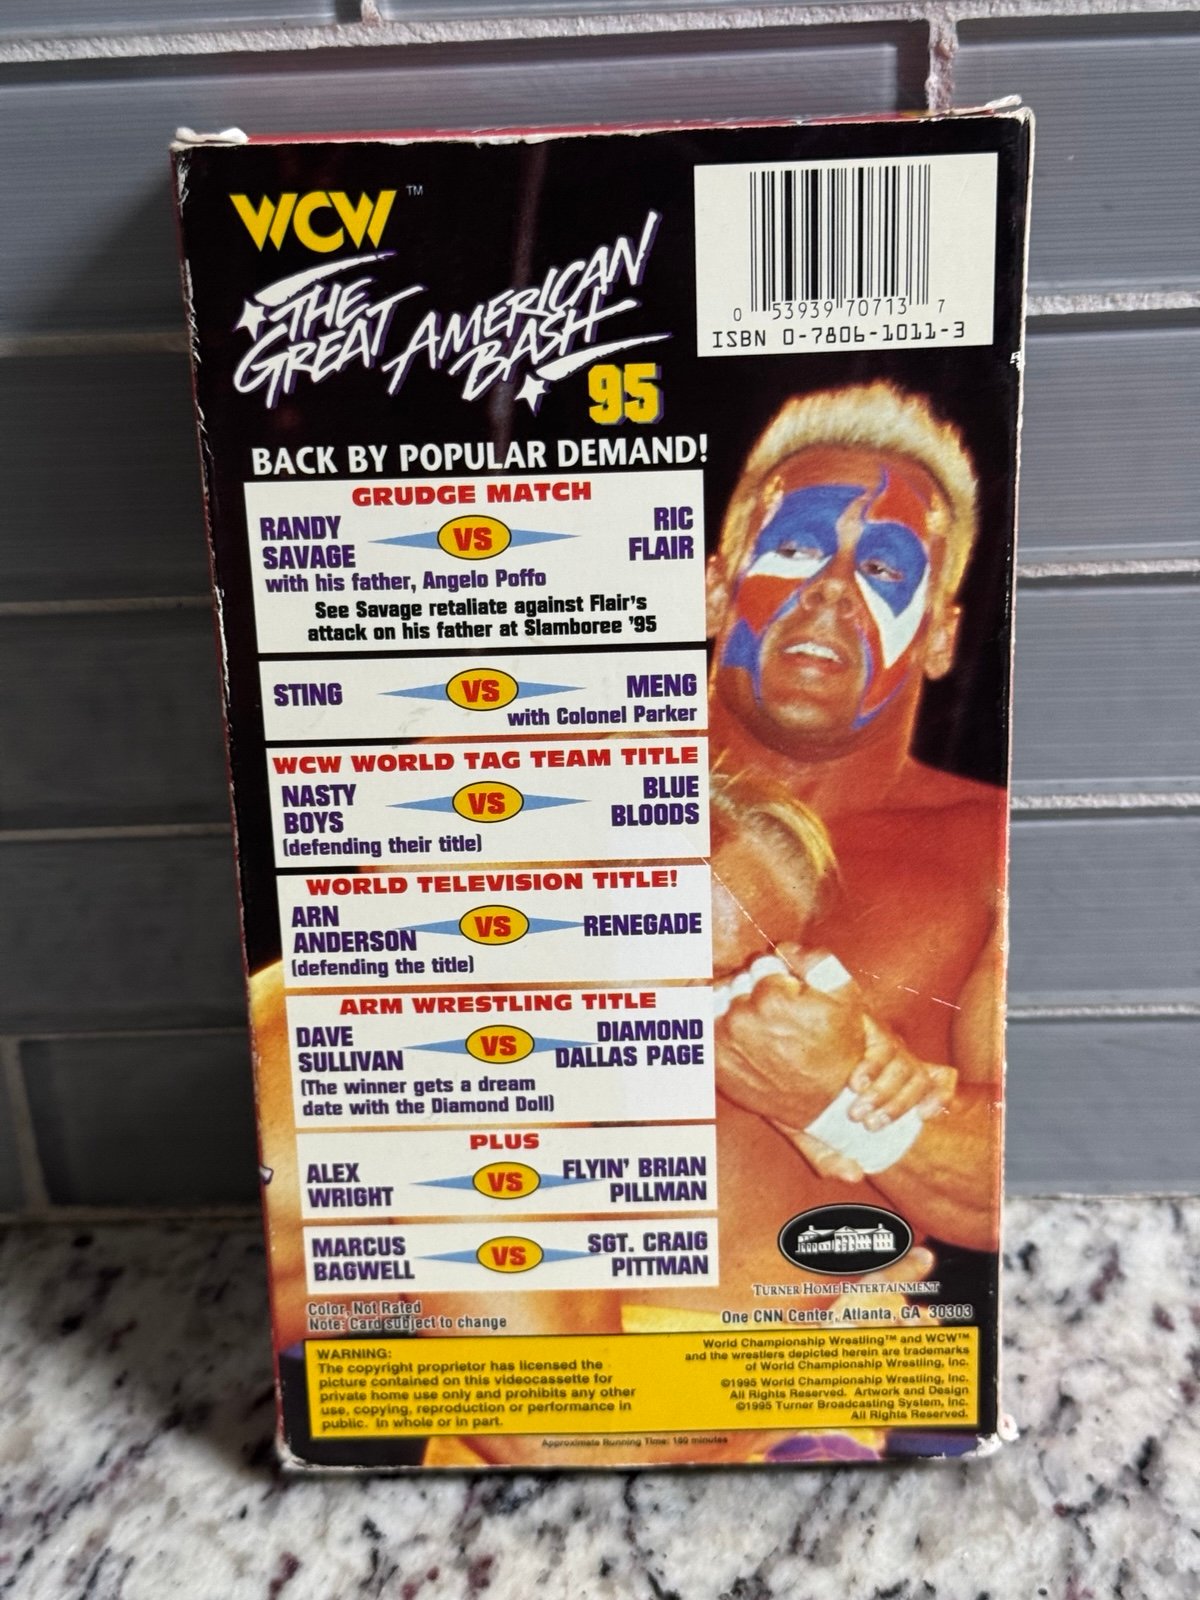 WCW™
THE
GREAT AMERICAN
BASH
95
0 53939 70713 7
ISBN 0-7806-1011-3
BACK BY POPULAR DEMAND!
GRUDGE MATCH
RANDY
SAVAGE
VS
RIC
FLAIR
with his father, Angelo Poffo
See Savage retaliate against Flair's
attack on his father at Slamboree '95
STING
VS
MENG
with Colonel Parker
WCW WORLD TAG TEAM TITLE
NASTY
BOYS
VS
BLUE
BLOODS
(defending their title)
WORLD TELEVISION TITLE!
ARN
ANDERSON
VS
RENEGADE
(defending the title)
ARM WRESTLING TITLE
DAVE
SULLIVAN
VS
DIAMOND
DALLAS PAGE
(The winner gets a dream
date with the Diamond Doll)
PLUS
ALEX
WRIGHT
VS
FLYIN' BRIAN
PILLMAN
MARCUS
BAGWELL
VS
SGT. CRAIG
PITTMAN
TURNER HOME ENTERTAINMENT
One CNN Center, Atlanta, GA 30303
Color, Not Rated
Note: Card subject to change
WARNING:
The copyright proprietor has licensed the
picture contained on this videocassette for
private home use only and prohibits any other
use, copying, reproduction or performance in
public. In whole or in part.
World Championship Wrestling™ and WCW™
and the wrestlers depicted herein are trademarks
of World Championship Wrestling, Inc.
©1995 World Championship Wrestling, Inc.
All Rights Reserved. Artwork and Design
©1995 Turner Broadcasting System, Inc.
All Rights Reserved.
Approximate Running Time: 180 minutes